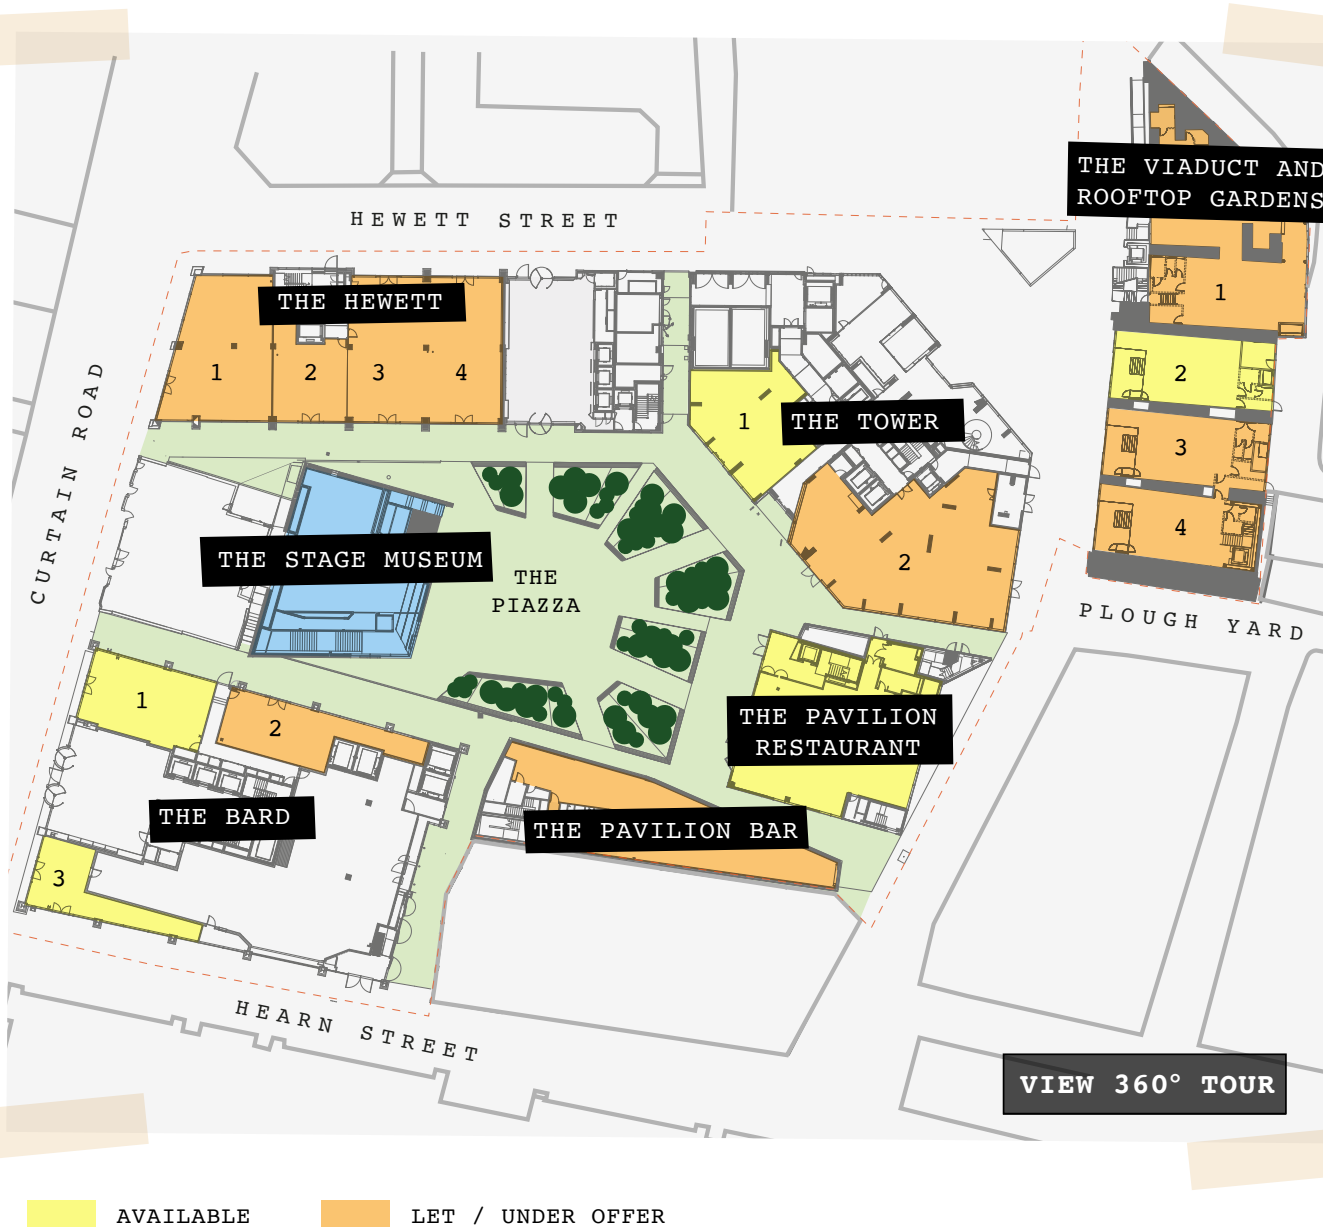 THE VIADUCT AND
ROOFTOP GARDENS
HEWETT STREET
THE HEWETT
1
2
3
4
1
2
3
4
1
THE TOWER
2
CURTAIN ROAD
THE STAGE MUSEUM
THE
PIAZZA
PLOUGH YARD
1
2
THE PAVILION
RESTAURANT
THE BARD
THE PAVILION BAR
3
HEARN STREET
VIEW 360° TOUR
AVAILABLE
LET / UNDER OFFER